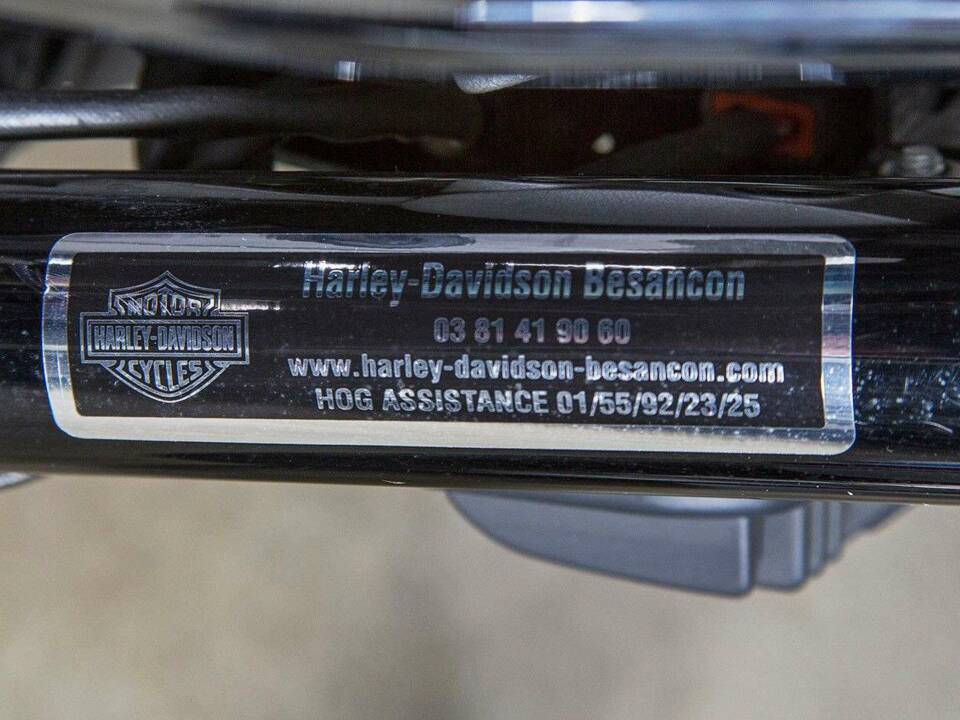 MOTOR
HARLEY-DAVIDSON
CYCLES
Harley-Davidson Besancon
03 81 41 90 60
www.harley-davidson-besancon.com
HOG ASSISTANCE 01/55/92/23/25